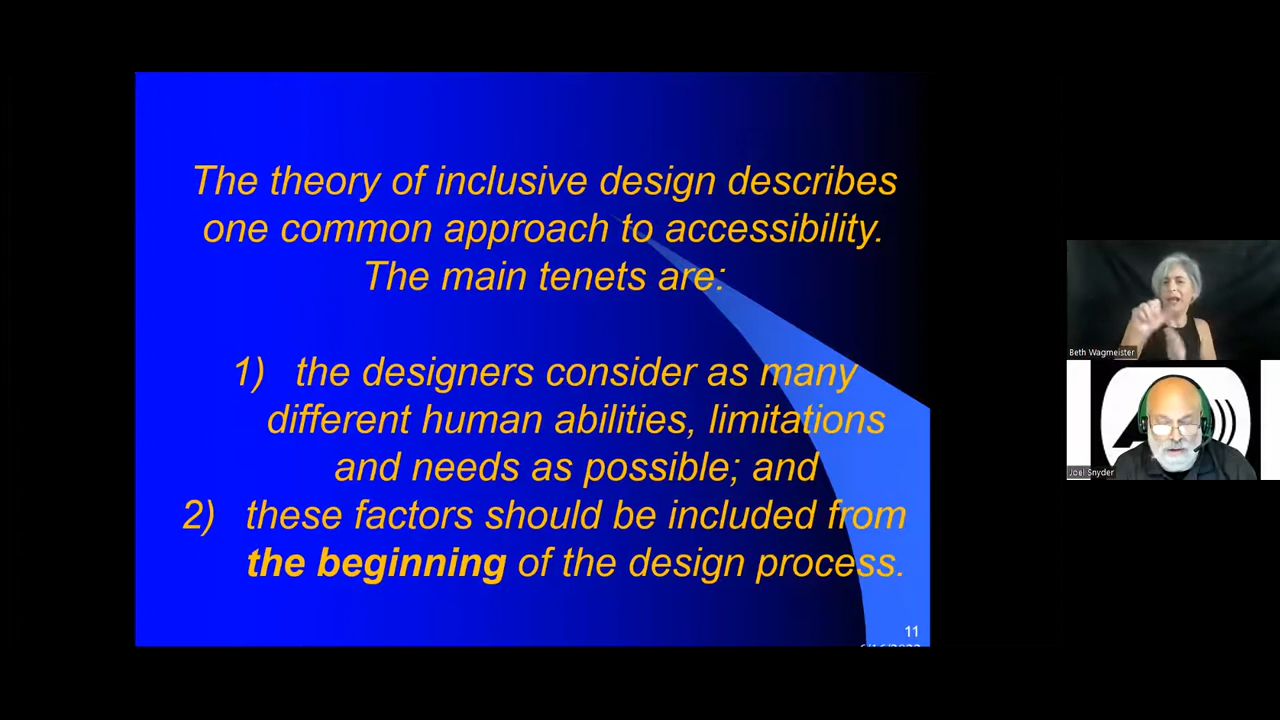 The theory of inclusive design describes
one common approach to accessibility.
The main tenets are:
1) the designers consider as many
different human abilities, limitations
and needs as possible; and
2) these factors should be included from
the beginning of the design process.
11
Beth Wagmeister
Joel Snyder